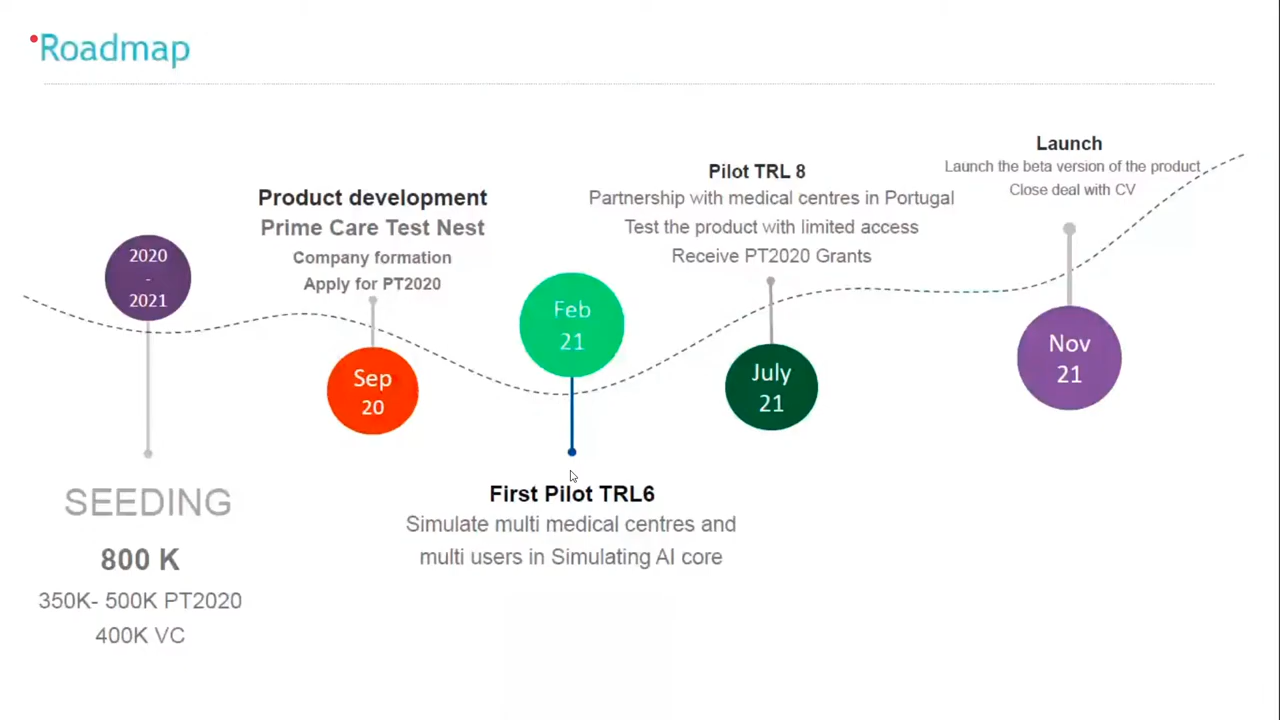 Roadmap
2020
-
2021
SEEDING
800 K
350K- 500K PT2020
400K VC
Product development
Prime Care Test Nest
Company formation
Apply for PT2020
Sep
20
Feb
21
First Pilot TRL6
Simulate multi medical centres and
multi users in Simulating AI core
Pilot TRL 8
Partnership with medical centres in Portugal
Test the product with limited access
Receive PT2020 Grants
July
21
Launch
Launch the beta version of the product
Close deal with CV
Nov
21